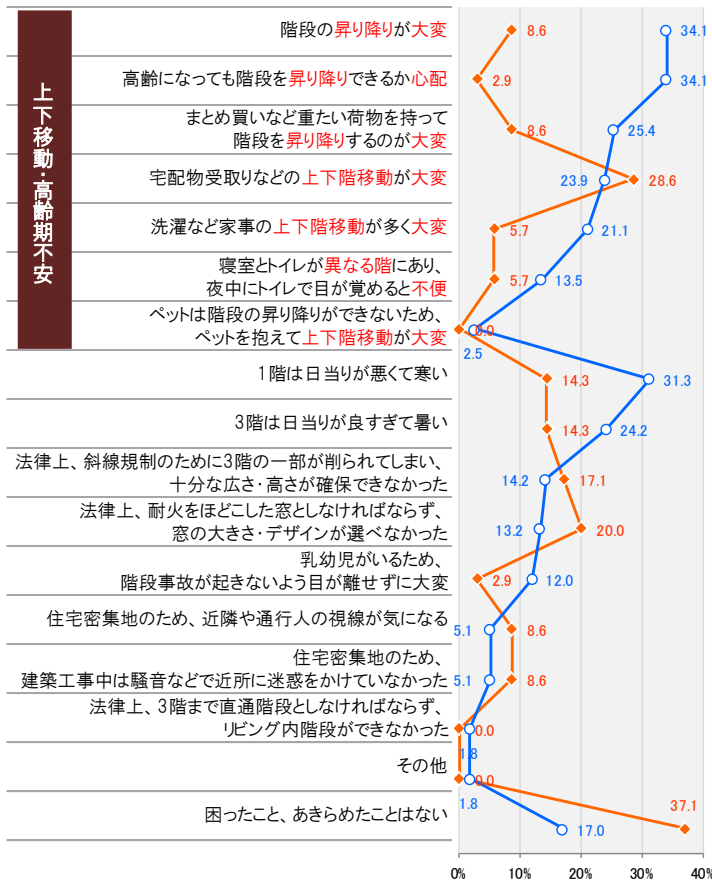 上下移動・高齢期不安
階段の昇り降りが大変
8.6
34.1
高齢になっても階段を昇り降りできるか心配
2.9
34.1
まとめ買いなど重たい荷物を持って
階段を昇り降りするのが大変
8.6
25.4
宅配物受取りなどの上下階移動が大変
23.9
28.6
洗濯など家事の上下階移動が多く大変
5.7
21.1
寝室とトイレが異なる階にあり、
夜中にトイレで目が覚めると不便
5.7
13.5
ペットは階段の昇り降りができないため、
ペットを抱えて上下階移動が大変
0.0
2.5
1階は日当りが悪くて寒い
14.3
31.3
3階は日当りが良すぎて暑い
14.3
24.2
法律上、斜線規制のために3階の一部が削られてしまい、
十分な広さ・高さが確保できなかった
14.2
17.1
法律上、耐火をほどこした窓としなければならず、
窓の大きさ・デザインが選べなかった
13.2
20.0
乳幼児がいるため、
階段事故が起きないよう目が離せずに大変
2.9
12.0
住宅密集地のため、近隣や通行人の視線が気になる
5.1
8.6
住宅密集地のため、
建築工事中は騒音などで近所に迷惑をかけていなかった
5.1
8.6
法律上、3階まで直通階段としなければならず、
リビング内階段ができなかった
0.0
1.8
その他
0.0
1.8
困ったこと、あきらめたことはない
37.1
17.0
0% 10% 20% 30% 40%